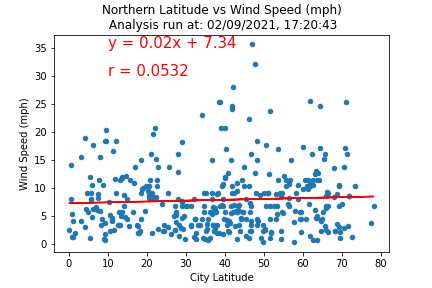 Northern Latitude vs Wind Speed (mph)
Analysis run at: 02/09/2021, 17:20:43
y = 0.02x + 7.34
r = 0.0532
Wind Speed (mph)
35
30
25
20
15
10
5
0
0 10 20 30 40 50 60 70 80
City Latitude